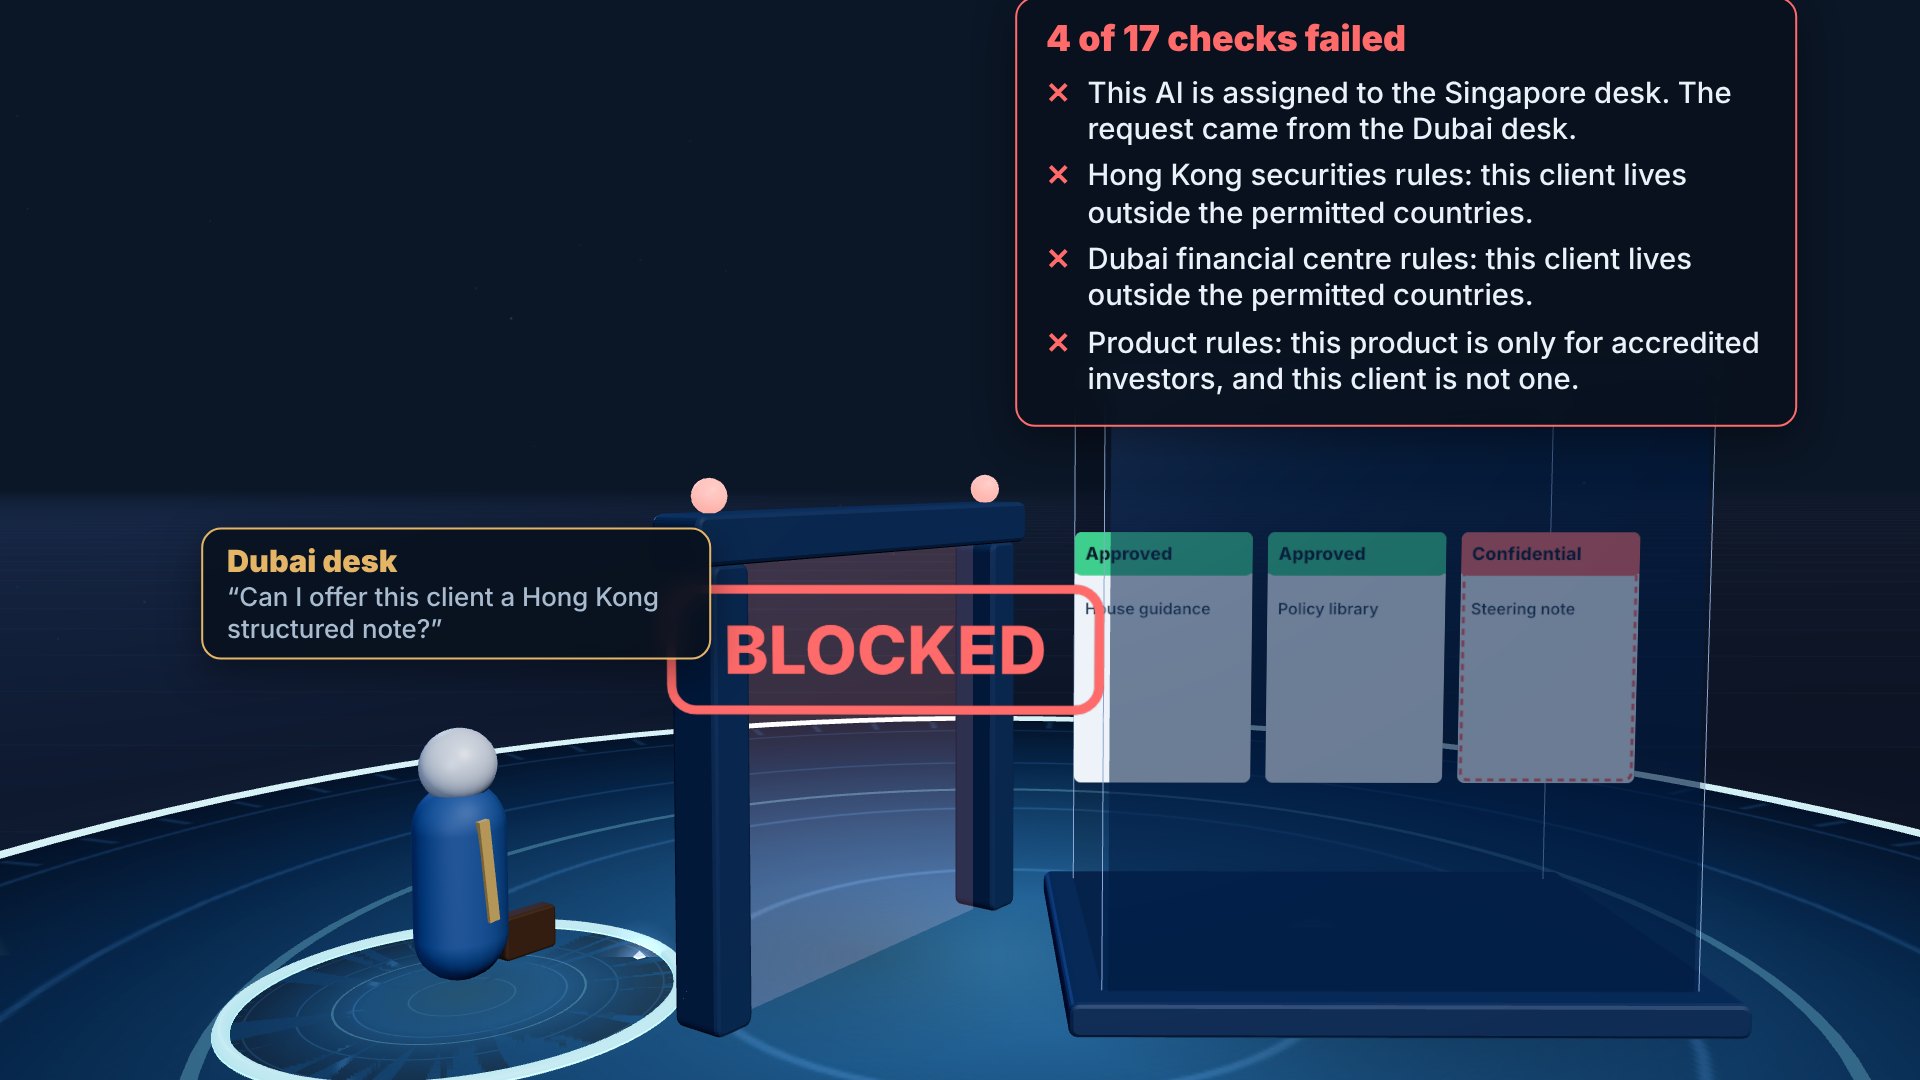 4 of 17 checks failed
✕ This AI is assigned to the Singapore desk. The
request came from the Dubai desk.
✕ Hong Kong securities rules: this client lives
outside the permitted countries.
✕ Dubai financial centre rules: this client lives
outside the permitted countries.
✕ Product rules: this product is only for accredited
investors, and this client is not one.
Dubai desk
“Can I offer this client a Hong Kong
structured note?”
BLOCKED
Approved
House guidance
Approved
Policy library
Confidential
Steering note